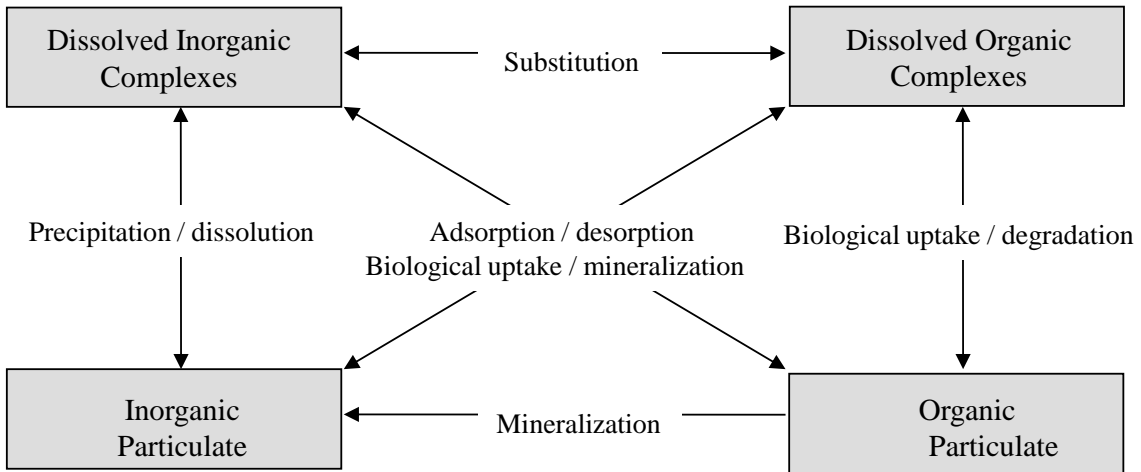 Dissolved Inorganic
Complexes
Substitution
Dissolved Organic
Complexes
Precipitation / dissolution
Adsorption / desorption
Biological uptake / mineralization
Biological uptake / degradation
Inorganic
Particulate
Mineralization
Organic
Particulate